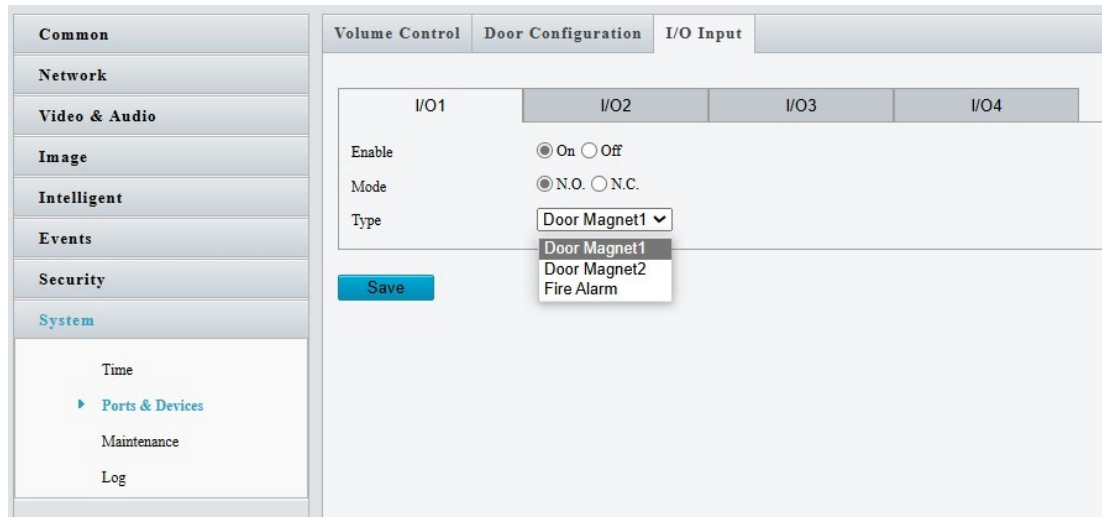 Common
Network
Video & Audio
Image
Intelligent
Events
Security
System
Time
Ports & Devices
Maintenance
Log
Volume Control Door Configuration I/O Input
I/O1 I/O2 I/O3 I/O4
Enable On Off
Mode N.O. N.C.
Type Door Magnet1
Door Magnet1
Door Magnet2
Fire Alarm
Save